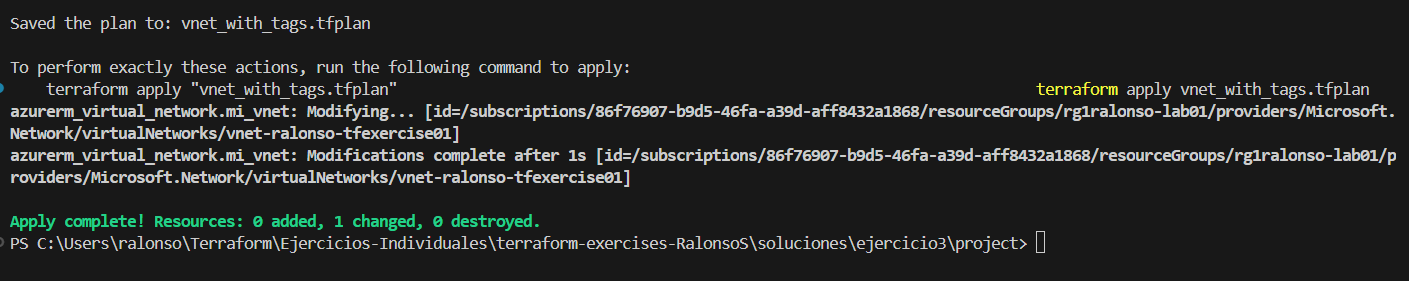 Saved the plan to: vnet_with_tags.tfplan
To perform exactly these actions, run the following command to apply:
terraform apply "vnet_with_tags.tfplan" terraform apply vnet_with_tags.tfplan
azurerm_virtual_network.mi_vnet: Modifying... [id=/subscriptions/86f76907-b9d5-46fa-a39d-aff8432a1868/resourceGroups/rg1ralonso-lab01/providers/Microsoft.
Network/virtualNetworks/vnet-ralonso-tfexercise01]
azurerm_virtual_network.mi_vnet: Modifications complete after 1s [id=/subscriptions/86f76907-b9d5-46fa-a39d-aff8432a1868/resourceGroups/rg1ralonso-lab01/p
roviders/Microsoft.Network/virtualNetworks/vnet-ralonso-tfexercise01]
Apply complete! Resources: 0 added, 1 changed, 0 destroyed.
PS C:\Users\ralonso\Terraform\Ejercicios-Individuales\terraform-exercises-RalonsoS\soluciones\ejercicio3\project>